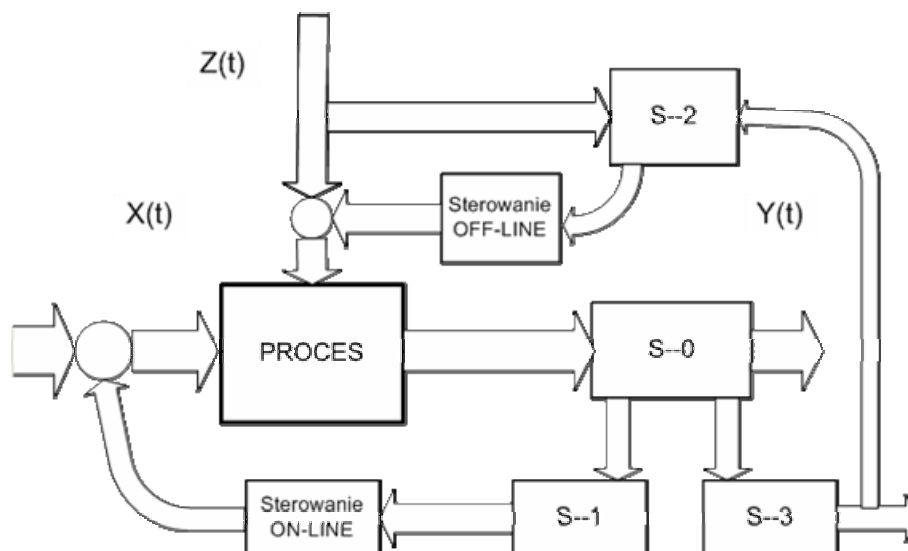 Z(t)
S--2
X(t)
Sterowanie
OFF-LINE
Y(t)
PROCES
S--0
Sterowanie
ON-LINE
S--1
S--3